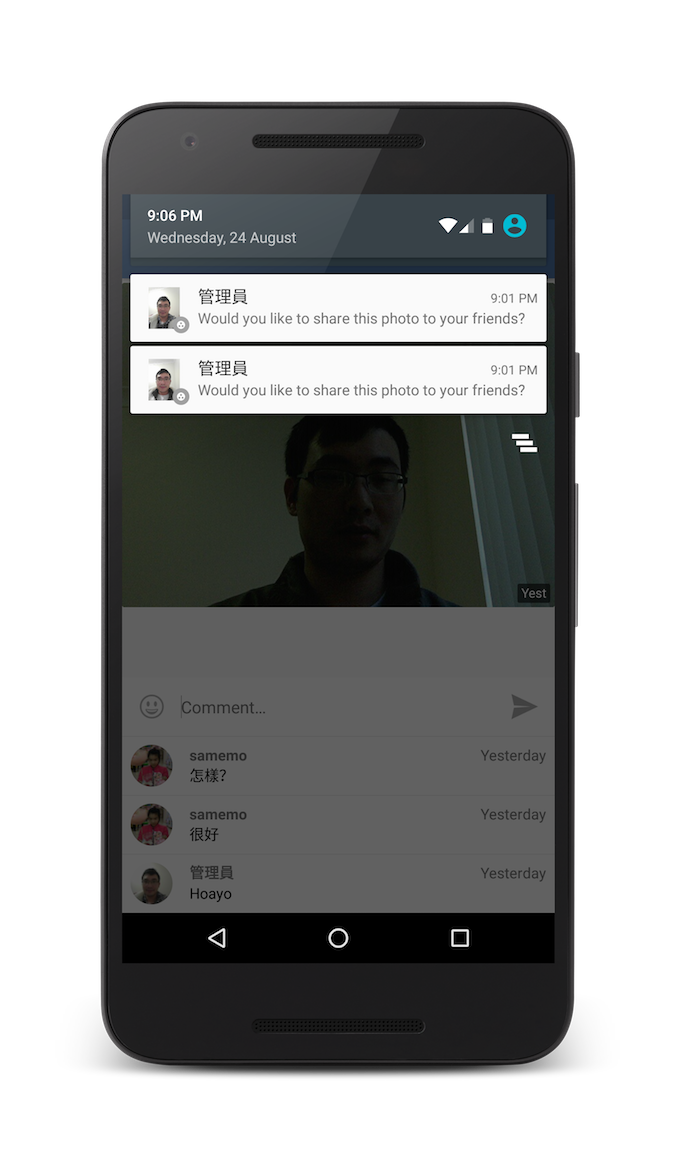 9:06 PM
Wednesday, 24 August
管理員
9:01 PM
Would you like to share this photo to your friends?
管理員
9:01 PM
Would you like to share this photo to your friends?
Yest
Comment…
samemo
Yesterday
怎樣?
samemo
Yesterday
很好
管理員
Yesterday
Hoayo